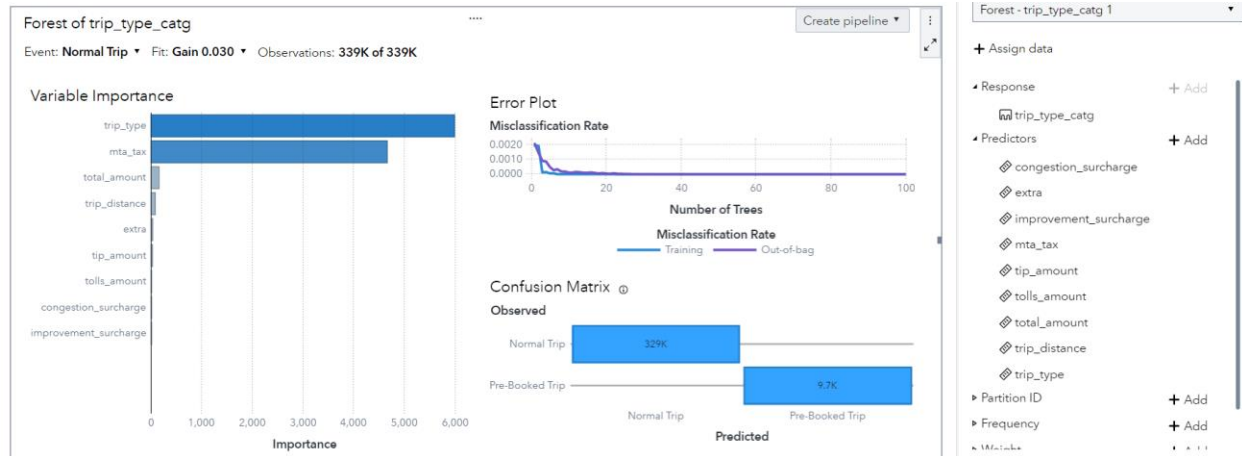 Forest of trip_type_catg
Create pipeline
Event: Normal Trip Fit: Gain 0.030 Observations: 339K of 339K
Variable Importance
trip_type
mta_tax
total_amount
trip_distance
extra
tip_amount
tolls_amount
congestion_surcharge
improvement_surcharge
0 1,000 2,000 3,000 4,000 5,000 6,000
Importance
Error Plot
Misclassification Rate
0.0020
0.0010
0.0000
0 20 40 60 80 100
Number of Trees
Misclassification Rate
Training Out-of-bag
Confusion Matrix
Observed
Normal Trip 329K
Pre-Booked Trip 9.7K
Normal Trip Pre-Booked Trip
Predicted
Forest - trip_type_catg 1
+ Assign data
Response + Add
trip_type_catg
Predictors + Add
congestion_surcharge
extra
improvement_surcharge
mta_tax
tip_amount
tolls_amount
total_amount
trip_distance
trip_type
Partition ID + Add
Frequency + Add